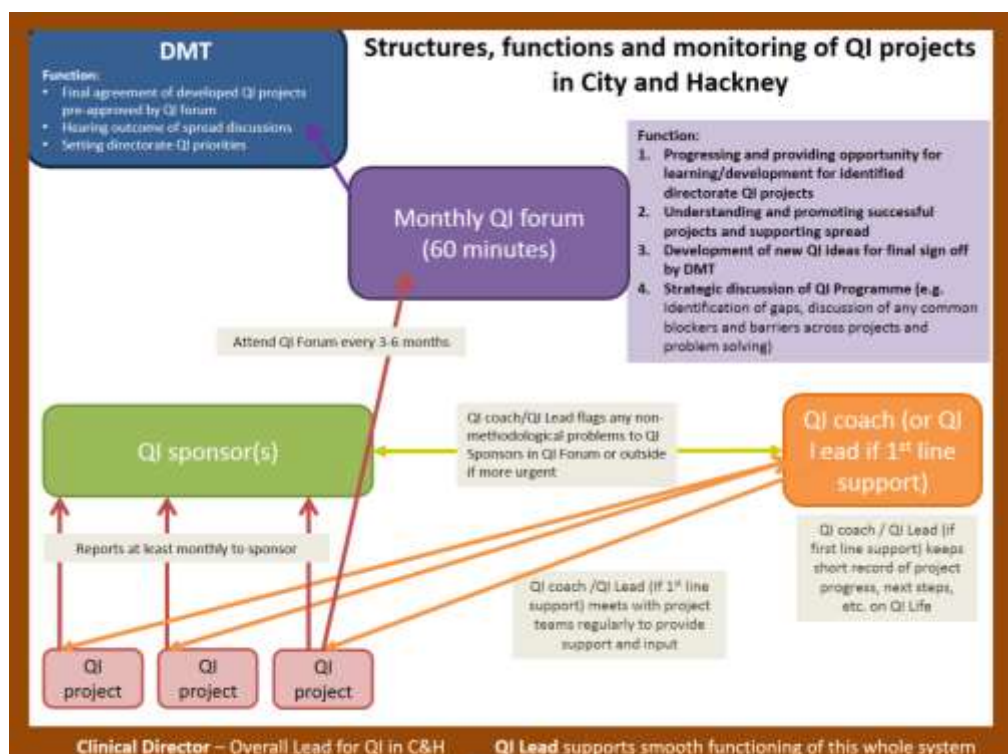 DMT
Function:
• Final agreement of developed QI projects
pre-approved by QI forum
• Hearing outcome of spread discussions
• Setting directorate QI priorities
Structures, functions and monitoring of QI projects
in City and Hackney
Function:
1. Progressing and providing opportunity for
learning/development for identified
directorate QI projects
2. Understanding and promoting successful
projects and supporting spread
3. Development of new QI ideas for final sign off
by DMT
4. Strategic discussion of QI Programme (e.g.
identification of gaps, discussion of any common
blockers and barriers across projects and
problem solving)
Monthly QI forum
(60 minutes)
Attend QI Forum every 3-6 months
QI sponsor(s)
QI coach/QI Lead flags any non-
methodological problems to QI
Sponsors in QI Forum or outside
if more urgent
QI coach (or QI
Lead if 1st line
support)
Reports at least monthly to sponsor
QI coach / QI Lead (if
first line support) keeps
short record of project
progress, next steps,
etc. on QI Life
QI coach /QI Lead (if 1st line
support) meets with project
teams regularly to provide
support and input
QI
project
QI
project
QI
project
Clinical Director – Overall Lead for QI in C&H
QI Lead supports smooth functioning of this whole system